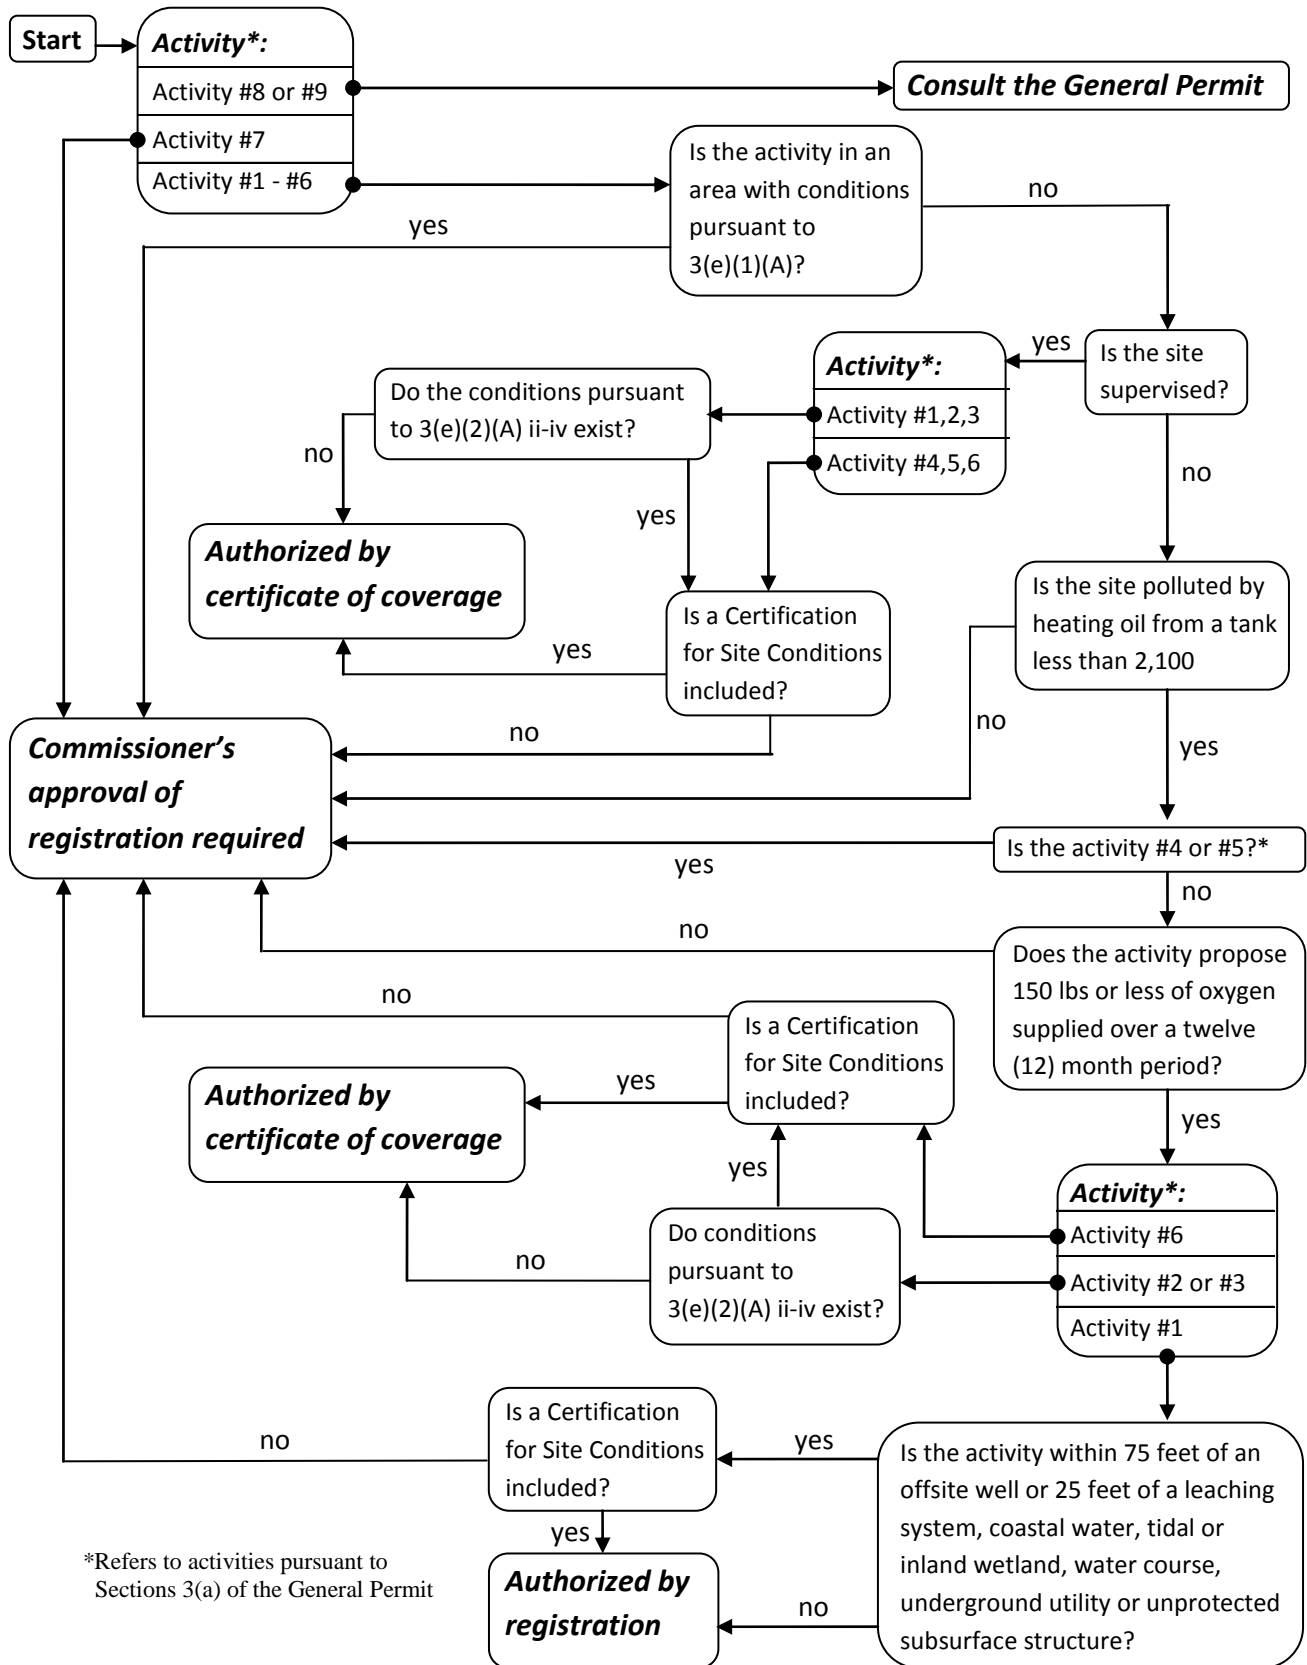 Start
Activity*:
Activity #8 or #9
Activity #7
Activity #1 - #6
Consult the General Permit
Is the activity in an
area with conditions
pursuant to
3(e)(1)(A)?
no
yes
Is the site
supervised?
yes
Activity*:
Activity #1,2,3
Activity #4,5,6
Do the conditions pursuant
to 3(e)(2)(A) ii-iv exist?
no
yes
no
Authorized by
certificate of coverage
Is a Certification
for Site Conditions
included?
yes
no
Is the site polluted by
heating oil from a tank
less than 2,100
no
yes
Commissioner's
approval of
registration required
Is the activity #4 or #5?*
yes
no
Does the activity propose
150 lbs or less of oxygen
supplied over a twelve
(12) month period?
no
yes
Is a Certification
for Site Conditions
included?
no
yes
Authorized by
certificate of coverage
yes
Do conditions
pursuant to
3(e)(2)(A) ii-iv exist?
no
Activity*:
Activity #6
Activity #2 or #3
Activity #1
Is the activity within 75 feet of an
offsite well or 25 feet of a leaching
system, coastal water, tidal or
inland wetland, water course,
underground utility or unprotected
subsurface structure?
yes
no
Is a Certification
for Site Conditions
included?
no
yes
Authorized by
registration
*Refers to activities pursuant to
Sections 3(a) of the General Permit